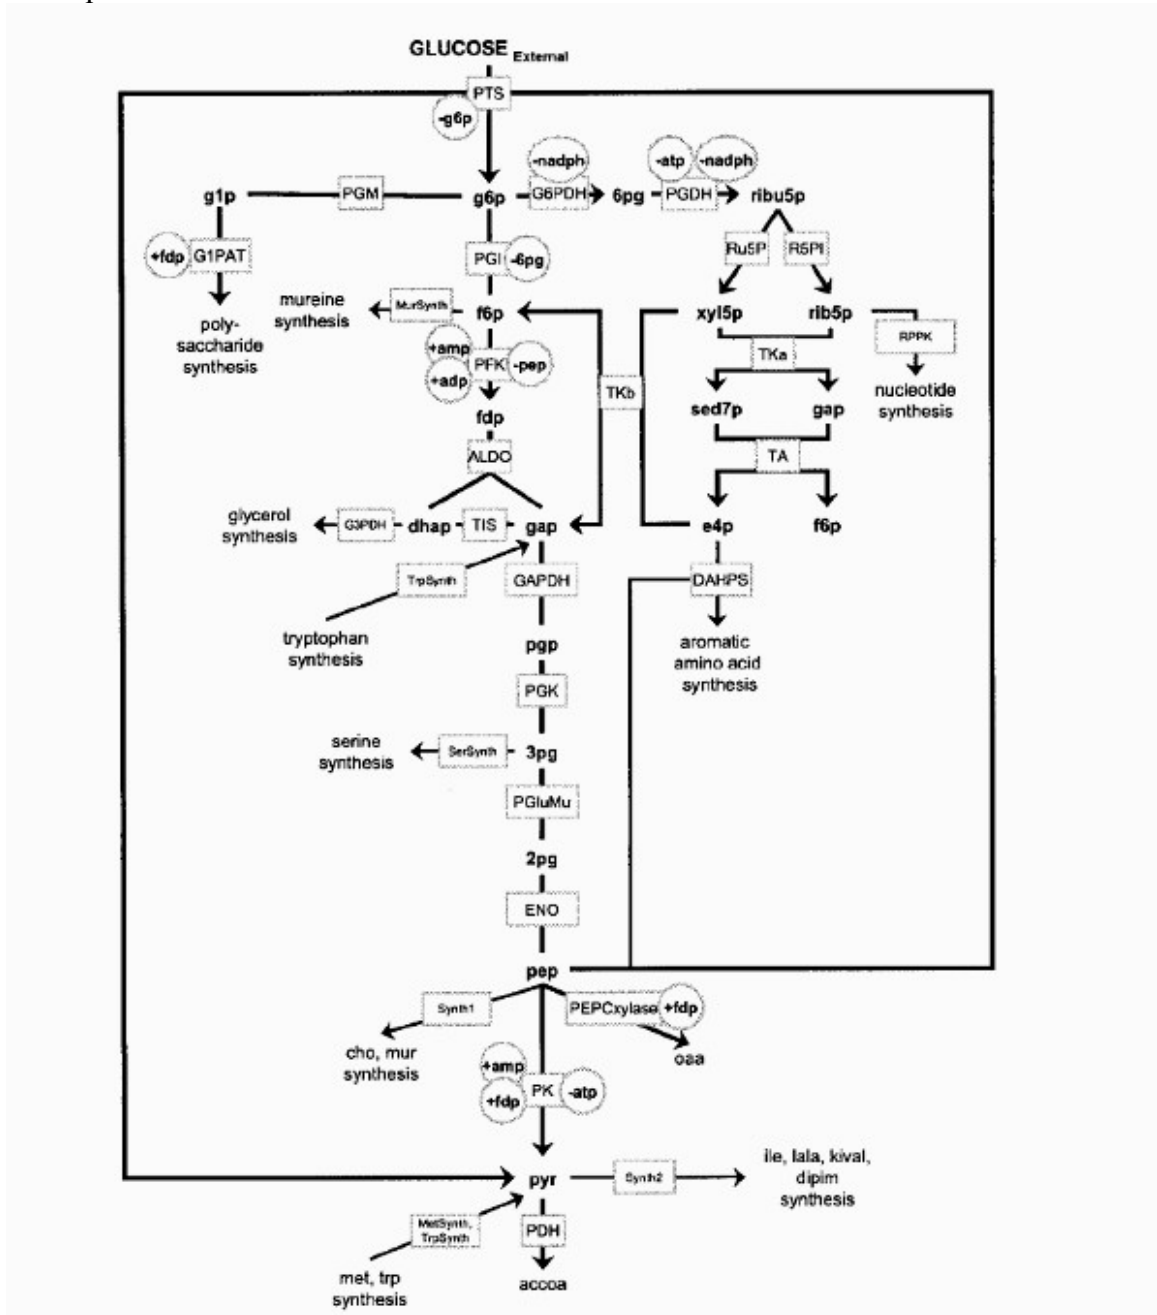 GLUCOSE External
PTS
-g6p
-nadph
-atp
-nadph
g1p
PGM
g6p
G6PDH
6pg
PGDH
ribu5p
+fdp
G1PAT
PGI
-6pg
Ru5P
R5PI
mureine
synthesis
MurSynth
f6p
xyl5p
rib5p
poly-
saccharide
synthesis
+amp
+adp
PFK
-pep
TKa
RPPK
TKb
nucleotide
synthesis
fdp
sed7p
gap
ALDO
TA
glycerol
synthesis
G3PDH
dhap
TIS
gap
e4p
f6p
TrpSynth
GAPDH
DAHPS
tryptophan
synthesis
pgp
aromatic
amino acid
synthesis
PGK
serine
synthesis
SerSynth
3pg
PGluMu
2pg
ENO
pep
Synth1
PEPCxylase
+fdp
cho, mur
synthesis
oaa
+amp
+fdp
PK
-atp
pyr
Synth2
ile, lala, kival,
dipim
synthesis
MetSynth,
TrpSynth
PDH
met, trp
synthesis
accoa